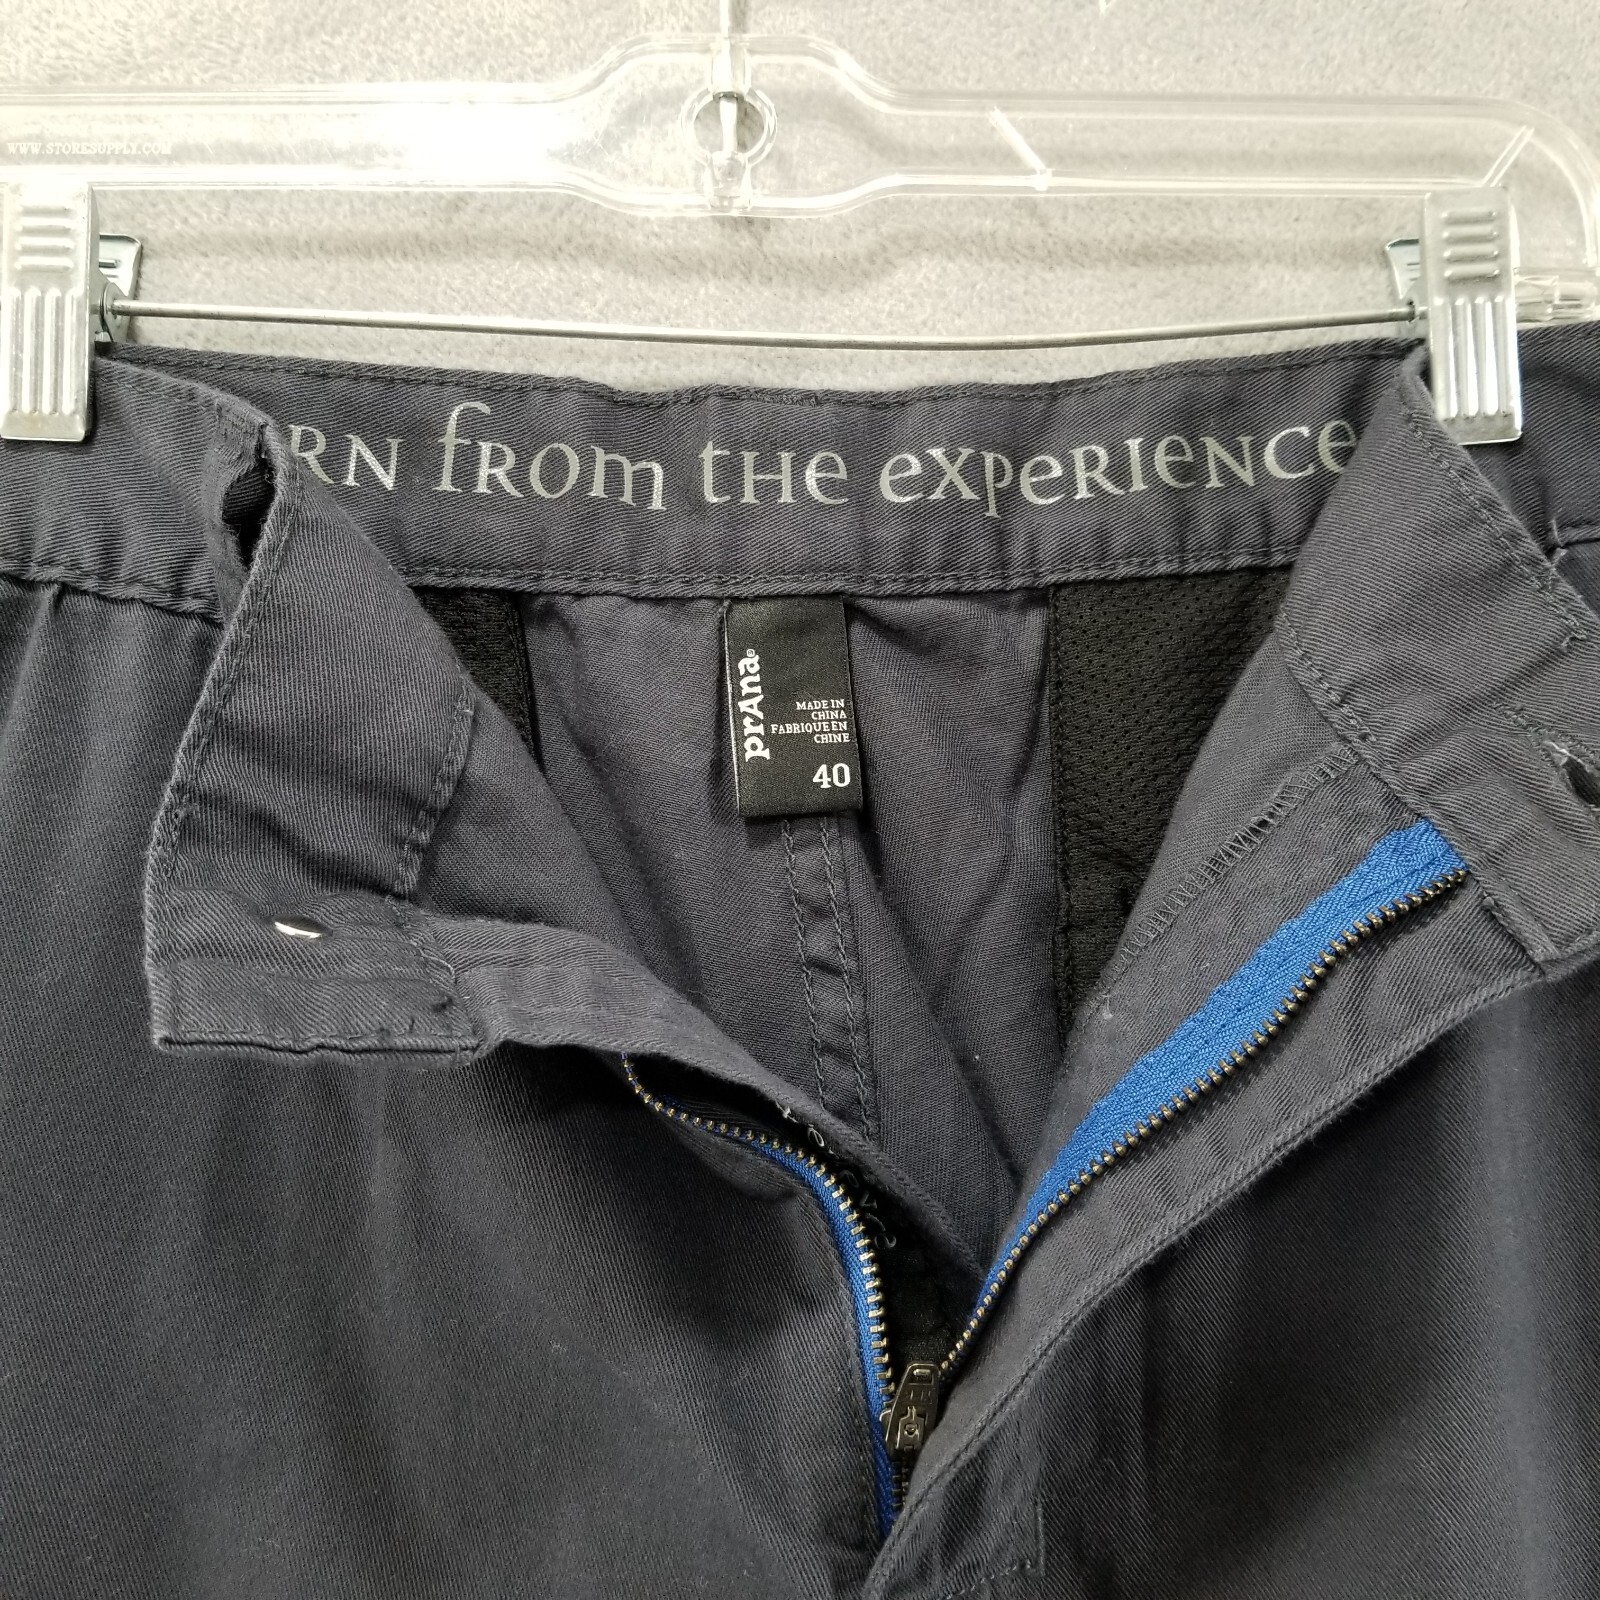 WWW.STORESUPPLY.COM
RN from THE EXPERIENCE
prAna®
MADE IN
CHINA
FABRIQUE EN
CHINE
40